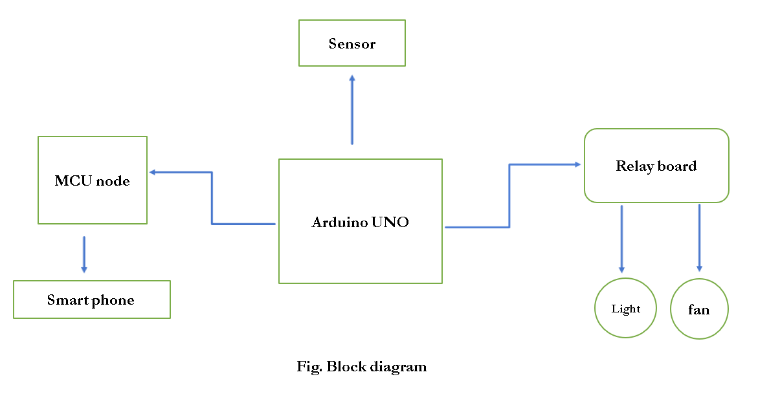 Sensor
MCU node
Arduino UNO
Relay board
Smart phone
Light
fan
Fig. Block diagram